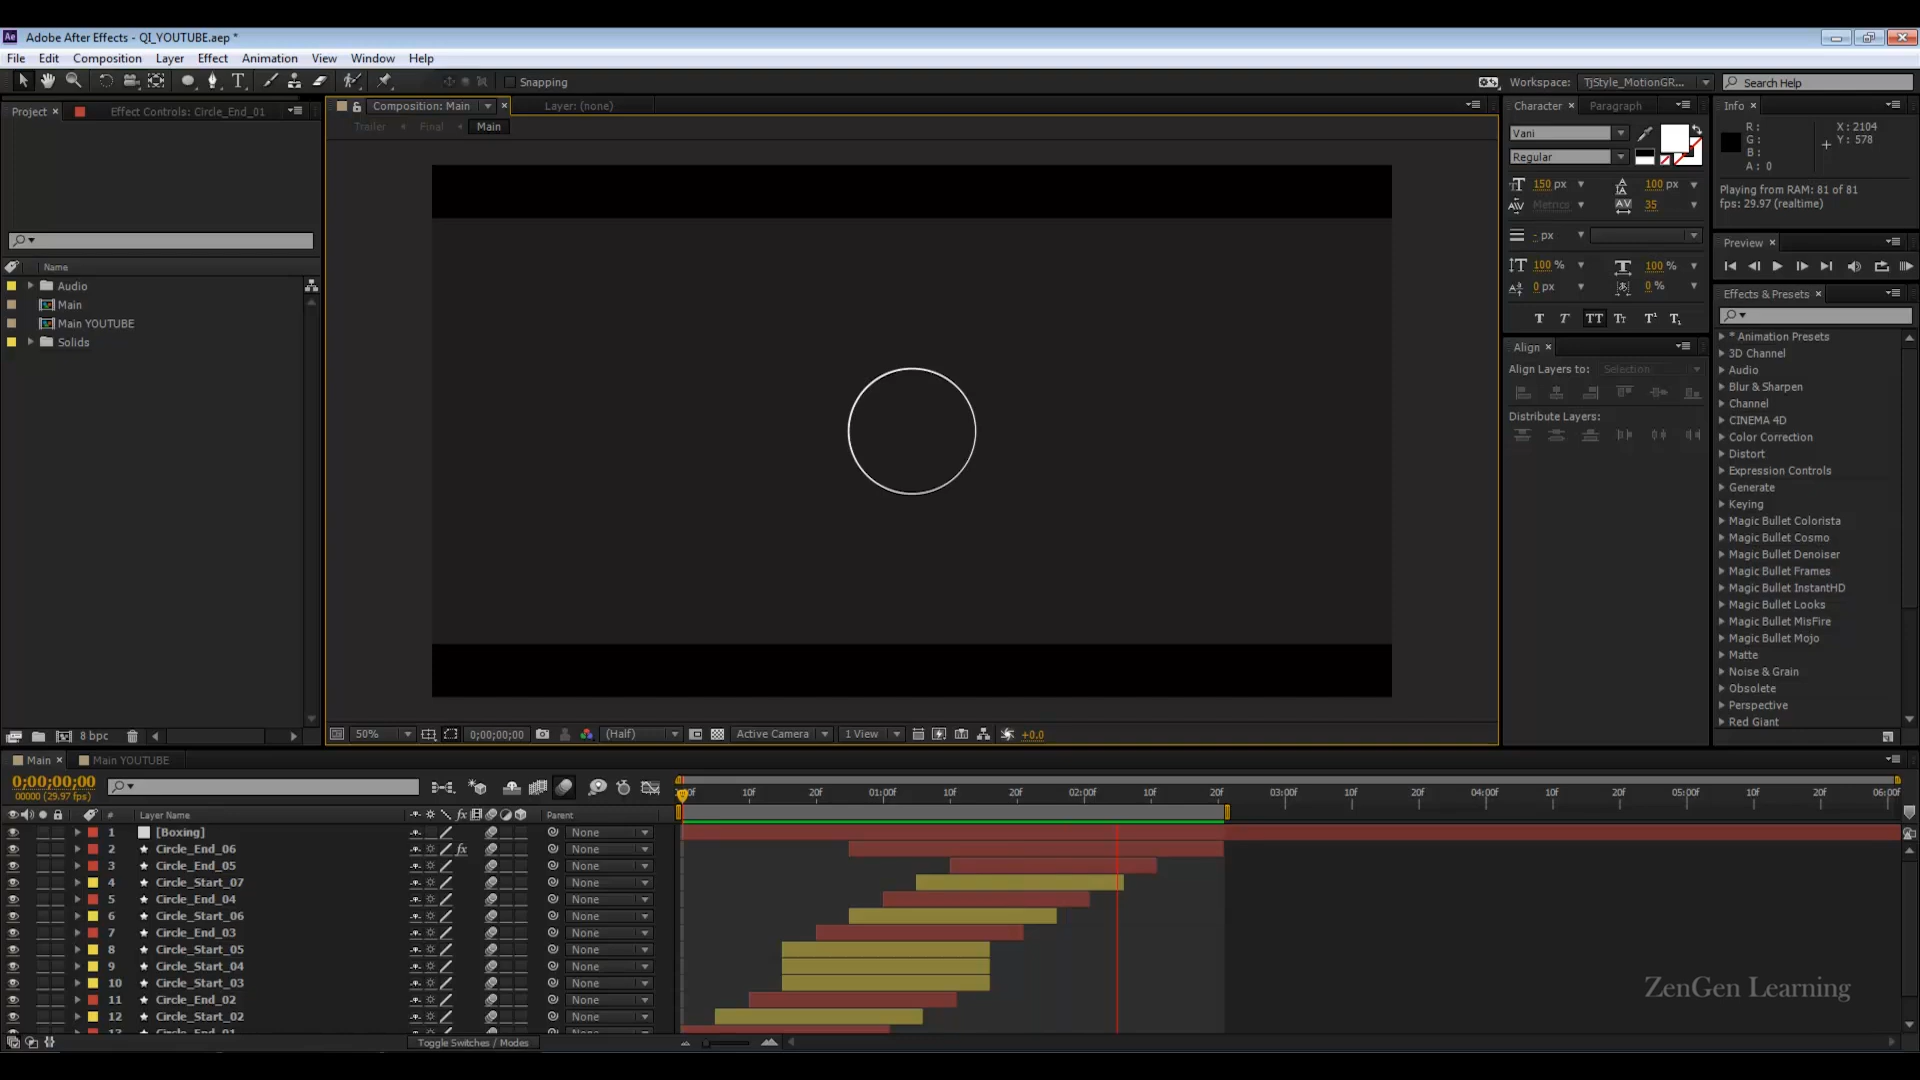 Adobe After Effects - QI_YOUTUBE.aep *
File Edit Composition Layer Effect Animation View Window Help
Snapping
Workspace: TjStyle_MotionGR...
Search Help
Project
Effect Controls: Circle_End_01
Composition: Main
Layer: (none)
Trailer Final Main
Name
Audio
Main
Main YOUTUBE
Solids
8 bpc
50%
0;00;00;00
(Half)
Active Camera
1 View
+0.0
Character
Paragraph
Vani
Regular
150 px
100 px
Metrics
35
- px
100 %
100 %
0 px
0 %
Align
Align Layers to: Selection
Distribute Layers:
Info
R :
G :
B :
A : 0
X : 2104
Y : 578
Playing from RAM: 81 of 81
fps: 29.97 (realtime)
Preview
Effects & Presets
* Animation Presets
3D Channel
Audio
Blur & Sharpen
Channel
CINEMA 4D
Color Correction
Distort
Expression Controls
Generate
Keying
Magic Bullet Colorista
Magic Bullet Cosmo
Magic Bullet Denoiser
Magic Bullet Frames
Magic Bullet InstantHD
Magic Bullet Looks
Magic Bullet MisFire
Magic Bullet Mojo
Matte
Noise & Grain
Obsolete
Perspective
Red Giant
Main
Main YOUTUBE
0;00;00;00
00000 (29.97 fps)
10f 20f 01:00f 10f 20f 02:00f 10f 20f 03:00f 10f 20f 04:00f 10f 20f 05:00f 10f 20f 06:00f
# Layer Name Parent
1 [Boxing] None
2 Circle_End_06 fx None
3 Circle_End_05 None
4 Circle_Start_07 None
5 Circle_End_04 None
6 Circle_Start_06 None
7 Circle_End_03 None
8 Circle_Start_05 None
9 Circle_Start_04 None
10 Circle_Start_03 None
11 Circle_End_02 None
12 Circle_Start_02 None
13 Circle_End_01 None
Toggle Switches / Modes
ZenGen Learning